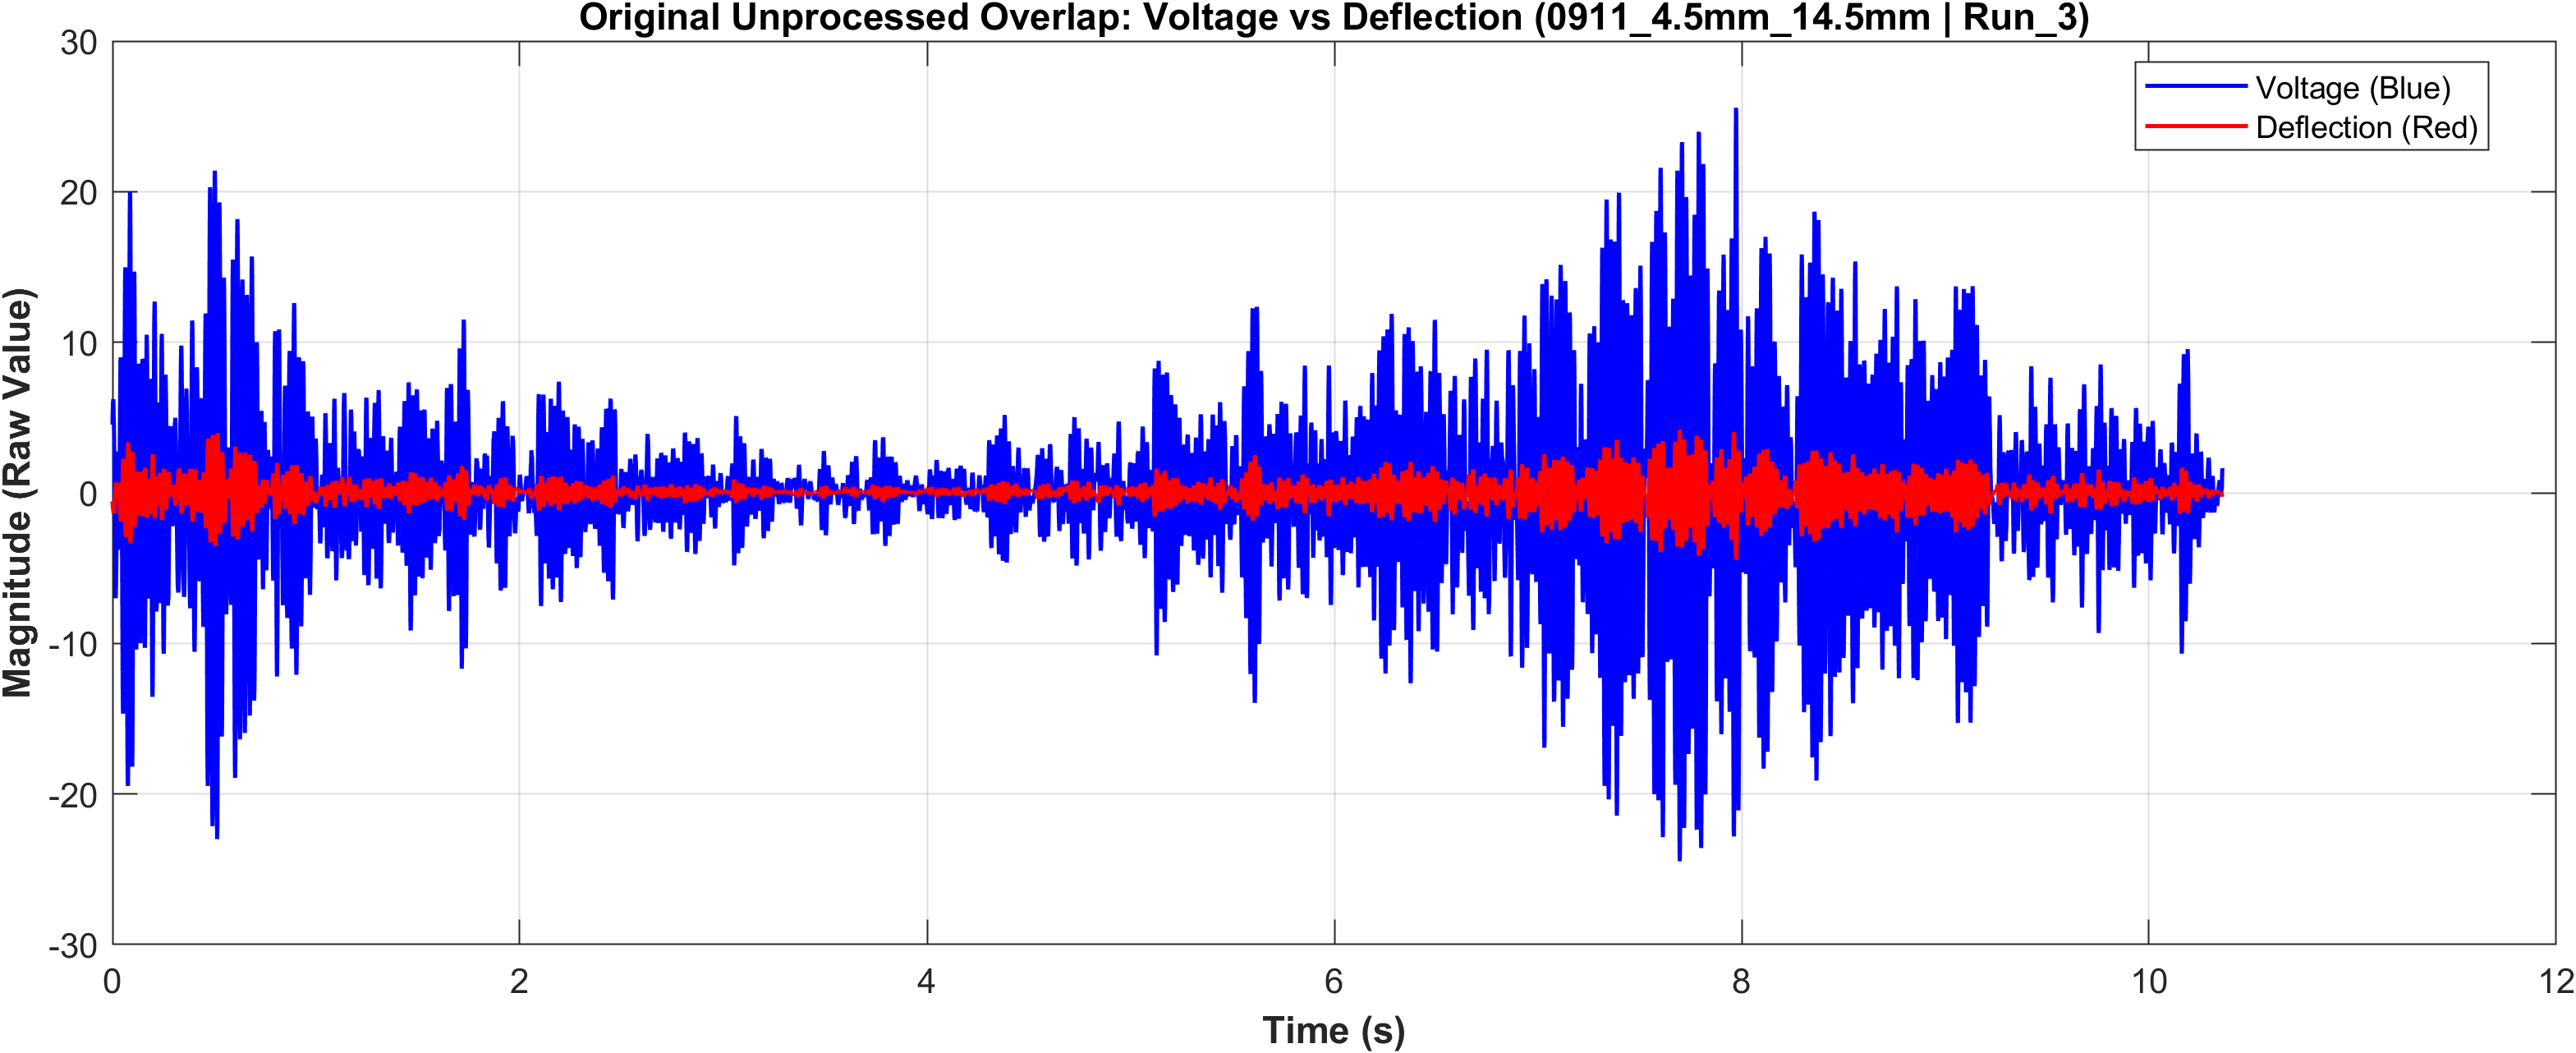 Original Unprocessed Overlap: Voltage vs Deflection (0911_4.5mm_14.5mm | Run_3)
Voltage (Blue)
Deflection (Red)
Magnitude (Raw Value)
30
20
10
0
-10
-20
-30
0 2 4 6 8 10 12
Time (s)